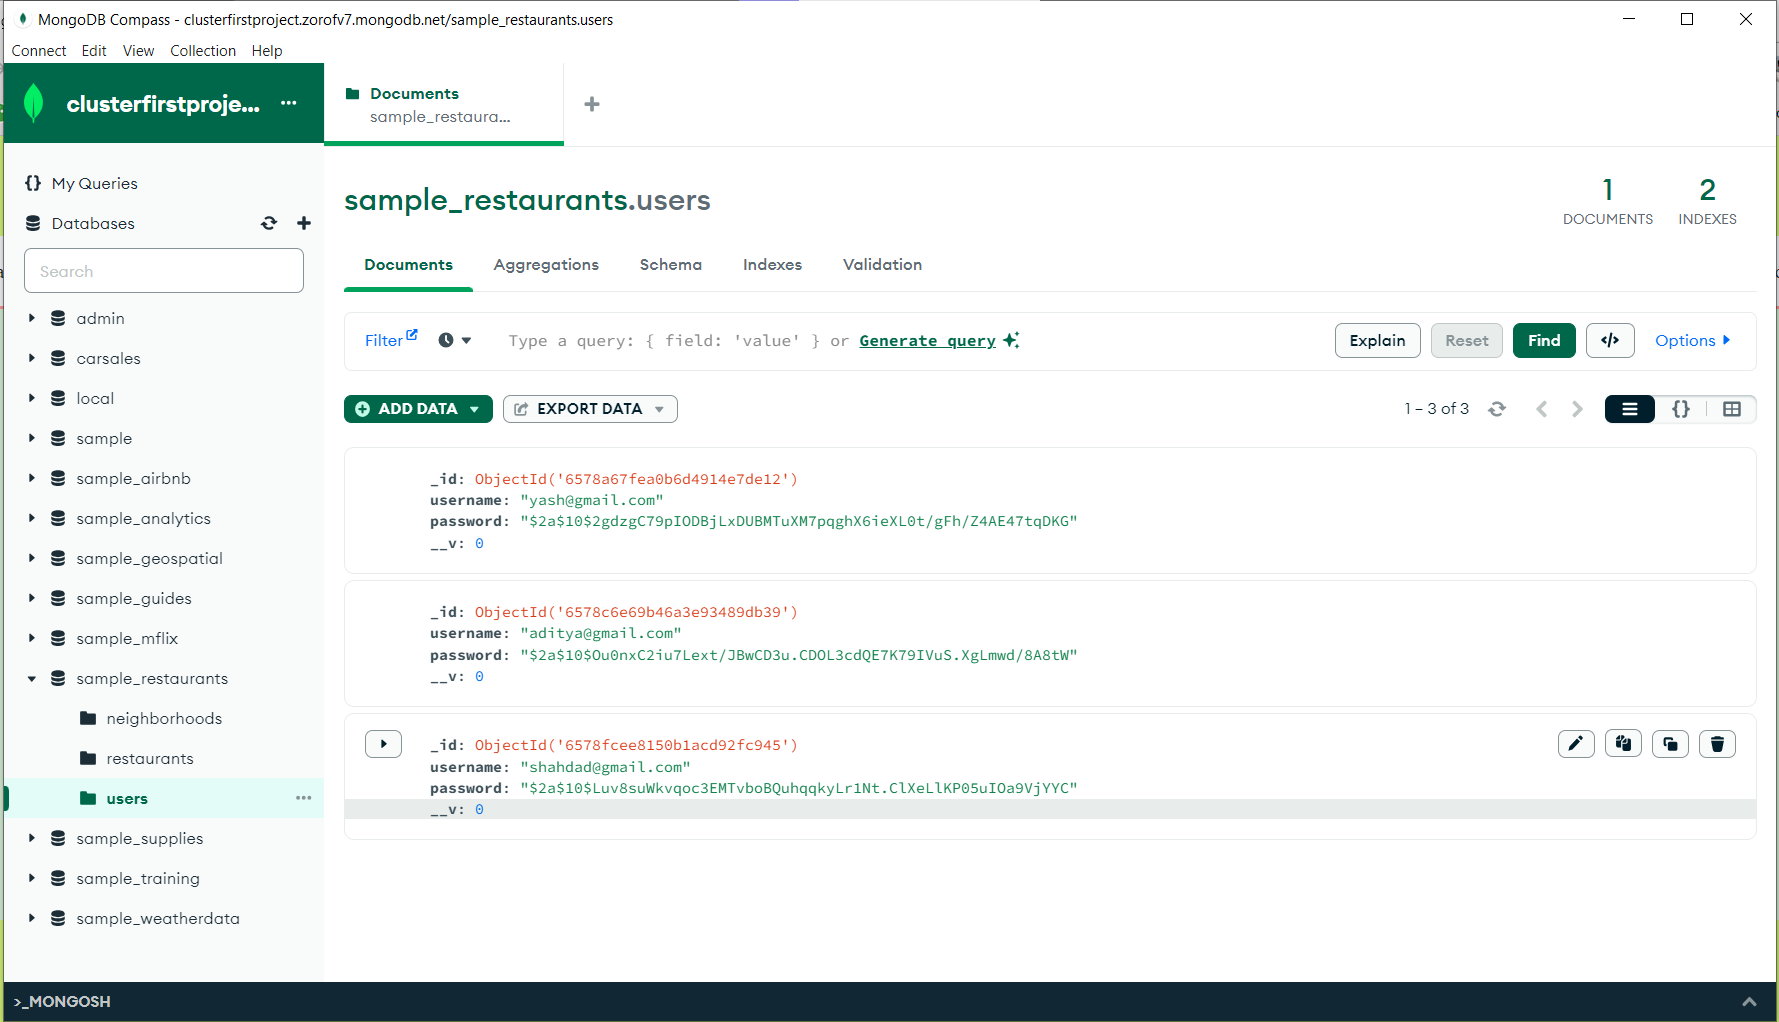 MongoDB Compass - clusterfirstproject.zorofv7.mongodb.net/sample_restaurants.users
Connect Edit View Collection Help
clusterfirstproje... ···
Documents
sample_restaura...
+
{} My Queries
Databases
Search
admin
carsales
local
sample
sample_airbnb
sample_analytics
sample_geospatial
sample_guides
sample_mflix
sample_restaurants
neighborhoods
restaurants
users ···
sample_supplies
sample_training
sample_weatherdata
sample_restaurants.users
1
DOCUMENTS
2
INDEXES
Documents Aggregations Schema Indexes Validation
Filter Type a query: { field: 'value' } or Generate query Explain Reset Find </> Options
ADD DATA EXPORT DATA 1 – 3 of 3 {}
_id: ObjectId('6578a67fea0b6d4914e7de12')
username: "yash@gmail.com"
password: "$2a$10$2gdzgC79pIODBjLxDUBMTuXM7pqghX6ieXL0t/gFh/Z4AE47tqDKG"
__v: 0
_id: ObjectId('6578c6e69b46a3e93489db39')
username: "aditya@gmail.com"
password: "$2a$10$Ou0nxC2iu7Lext/JBwCD3u.CDOL3cdQE7K79IVuS.XgLmwd/8A8tW"
__v: 0
_id: ObjectId('6578fcee8150b1acd92fc945')
username: "shahdad@gmail.com"
password: "$2a$10$Luv8suWkvqoc3EMTvboBQuhqqkyLr1Nt.ClXeLlKP05uIOa9VjYYC"
__v: 0
>_MONGOSH